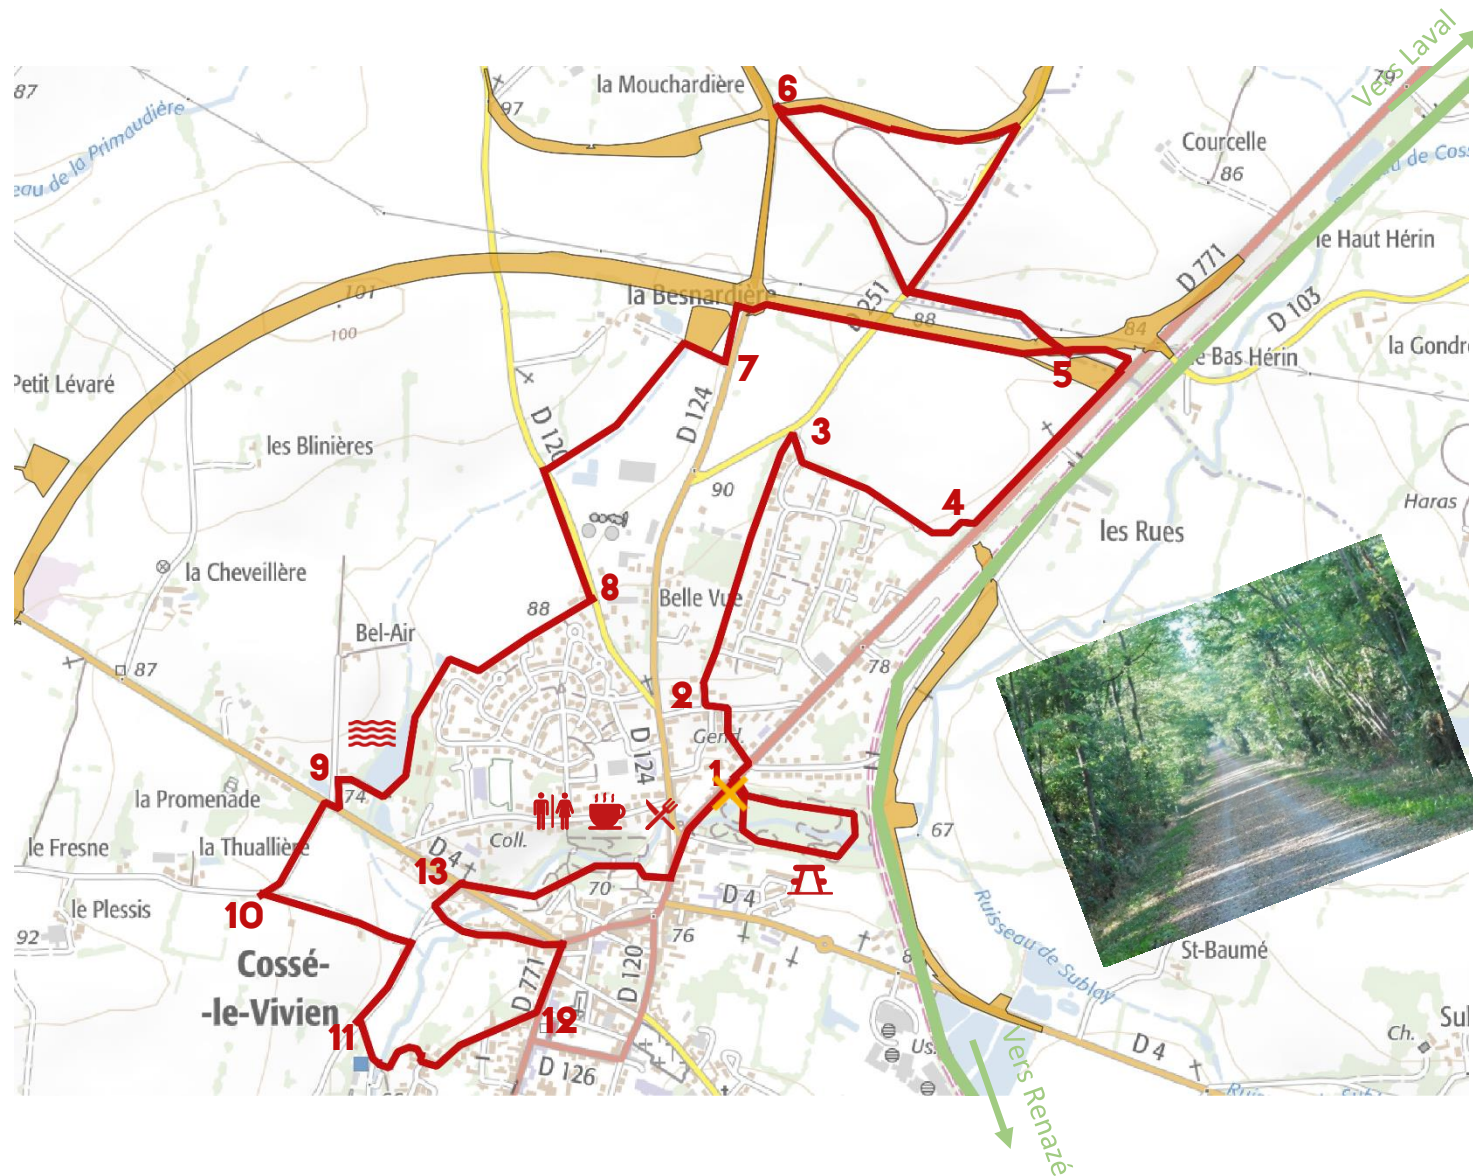 Vers Laval
87
la Mouchardière
6
79
97
eau de la Primaudière
Courcelle
86
u de Coss
le Haut Hérin
D 771
101
la Besnardière
D 251
88
84
D 103
100
le Bas Hérin
la Gondr
5
7
Petit Lévaré
D 124
D 120
3
les Blinières
90
4
Haras
les Rues
la Cheveillère
8
88
Belle Vue
Bel-Air
87
78
2
Gend.
D 124
9
1
74
la Promenade
67
le Fresne
la Thuallière
Coll.
D 4
13
70
D 4
10
le Plessis
92
76
Ruisseau de Sublay
St-Baumé
Cossé-
-le-Vivien
D 771
D 120
11
12
Us.
Ch.
Sul
D 4
D 126
Vers Renazé